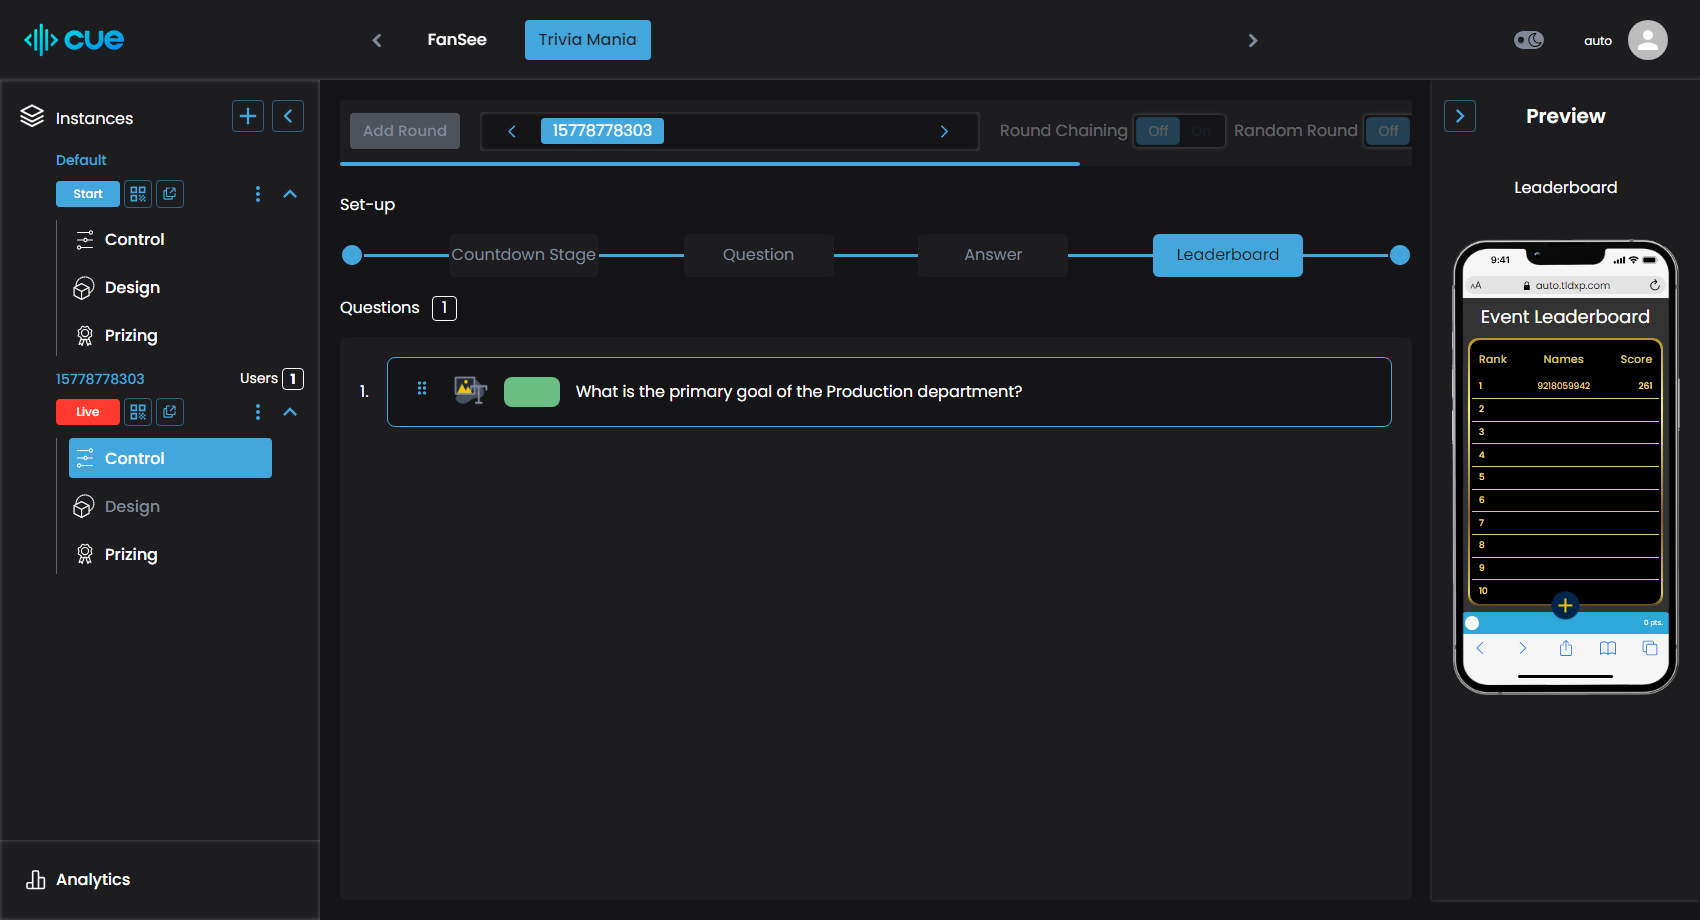 cue
FanSee
Trivia Mania
auto
Instances
Default
Start
Control
Design
Prizing
15778778303
Users 1
Live
Control
Design
Prizing
Analytics
Add Round
15778778303
Round Chaining
Off
On
Random Round
Off
Set-up
Countdown Stage
Question
Answer
Leaderboard
Questions 1
1.
What is the primary goal of the Production department?
Preview
Leaderboard
9:41
AA
auto.tldxp.com
Event Leaderboard
Rank Names Score
1 9218059942 261
2
3
4
5
6
7
8
9
10
0 pts.